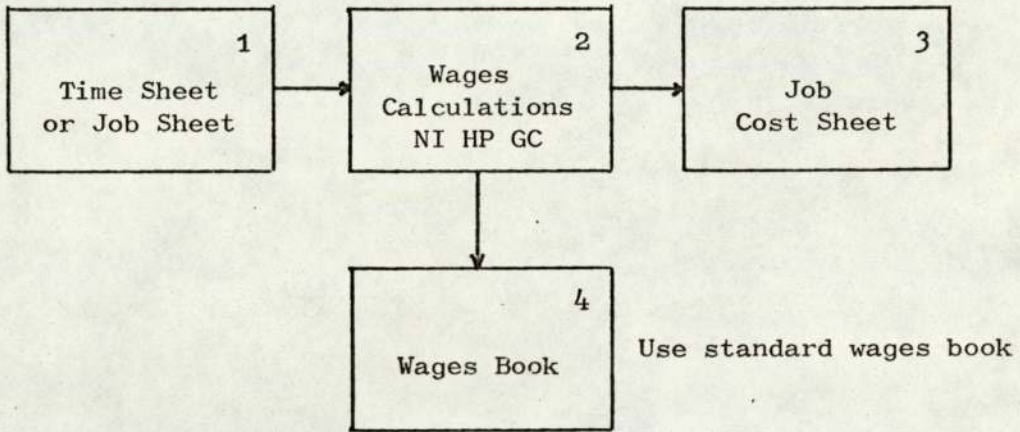 1
Time Sheet
or Job Sheet
2
Wages
Calculations
NI HP GC
3
Job
Cost Sheet
4
Wages Book
Use standard wages book